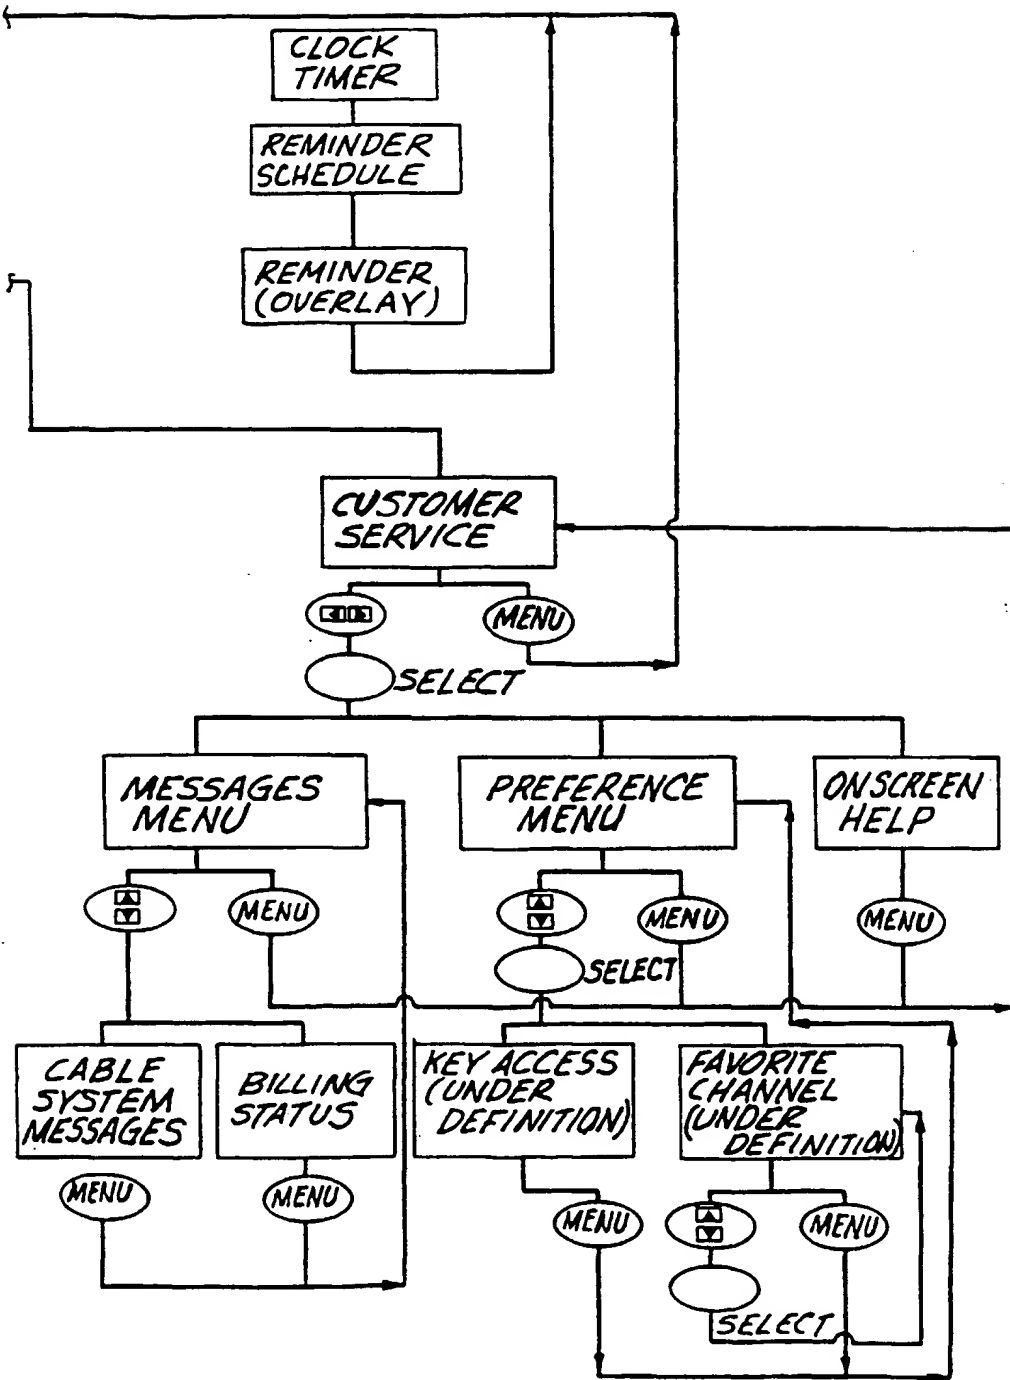 CLOCK
TIMER
REMINDER
SCHEDULE
REMINDER
(OVERLAY)
CUSTOMER
SERVICE
MENU
SELECT
MESSAGES
MENU
PREFERENCE
MENU
ONSCREEN
HELP
MENU
MENU
MENU
SELECT
CABLE
SYSTEM
MESSAGES
BILLING
STATUS
KEY ACCESS
(UNDER
DEFINITION)
FAVORITE
CHANNEL
(UNDER
DEFINITION)
MENU
MENU
MENU
MENU
SELECT